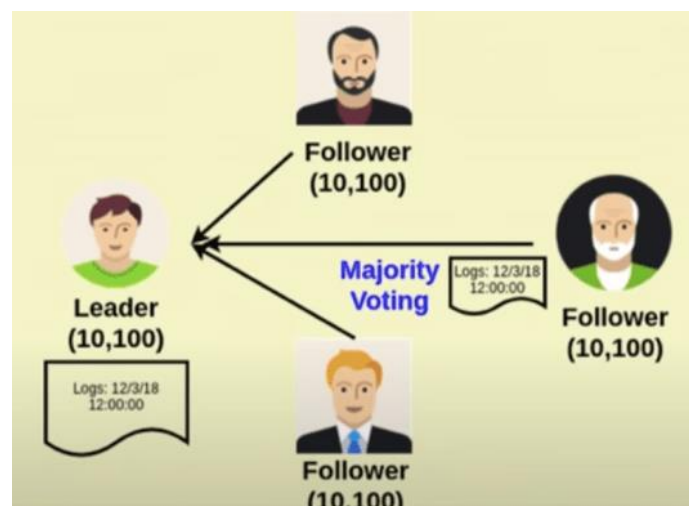 Follower
(10,100)
Majority
Voting
Logs: 12/3/18
12:00:00
Leader
(10,100)
Follower
(10,100)
Logs: 12/3/18
12:00:00
Follower
(10,100)